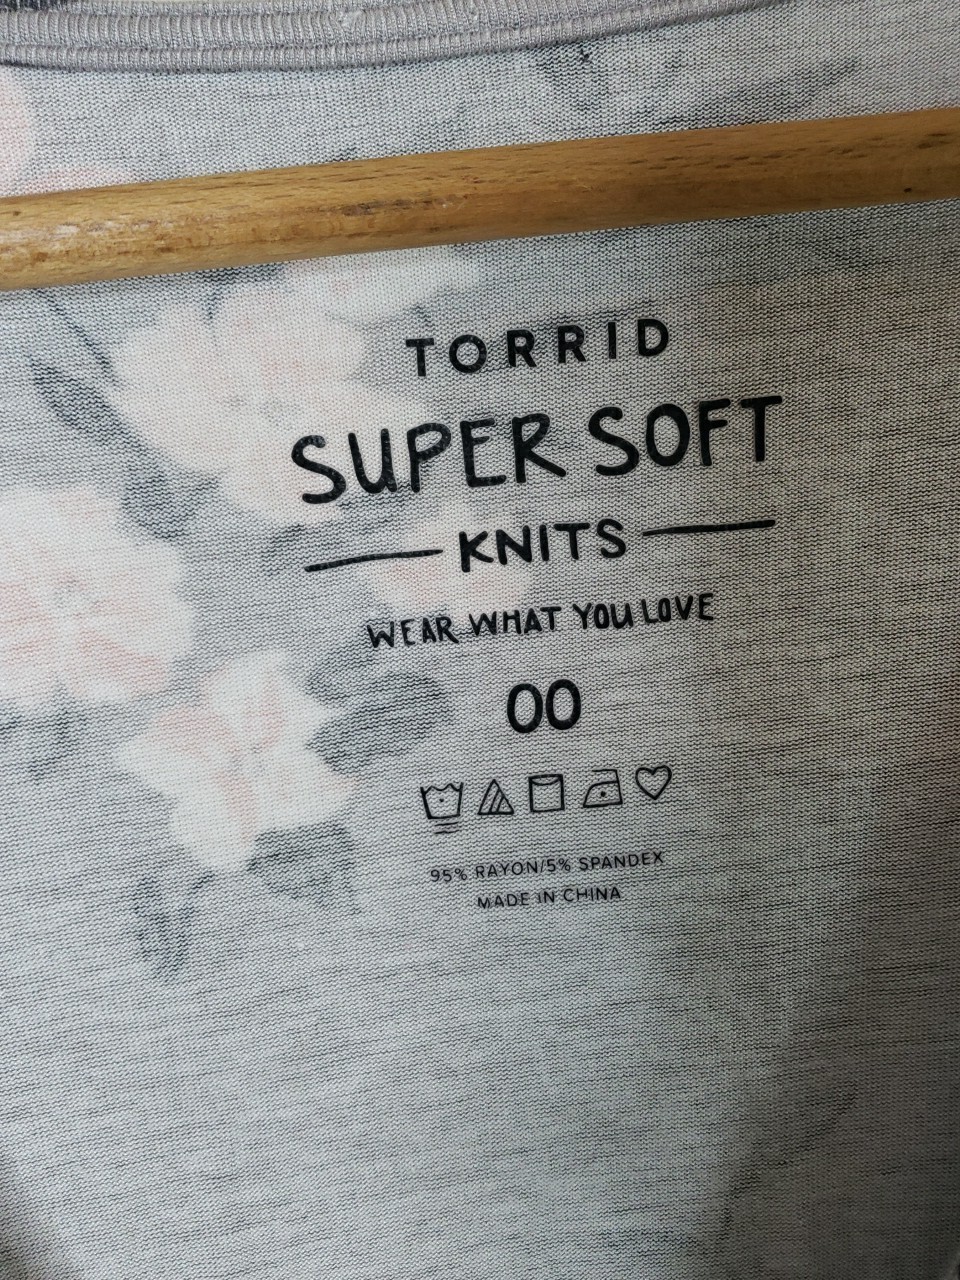 TORRID
SUPER SOFT
KNITS
WEAR WHAT YOU LOVE
00
95% RAYON/5% SPANDEX
MADE IN CHINA